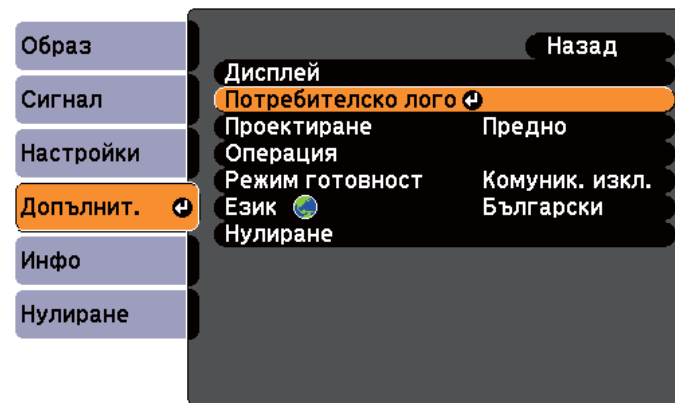 Образ
Сигнал
Настройки
Допълнит.
Инфо
Нулиране
Назад
Дисплей
Потребителско лого
Проектиране Предно
Операция
Режим готовност Комуник. изкл.
Език Български
Нулиране